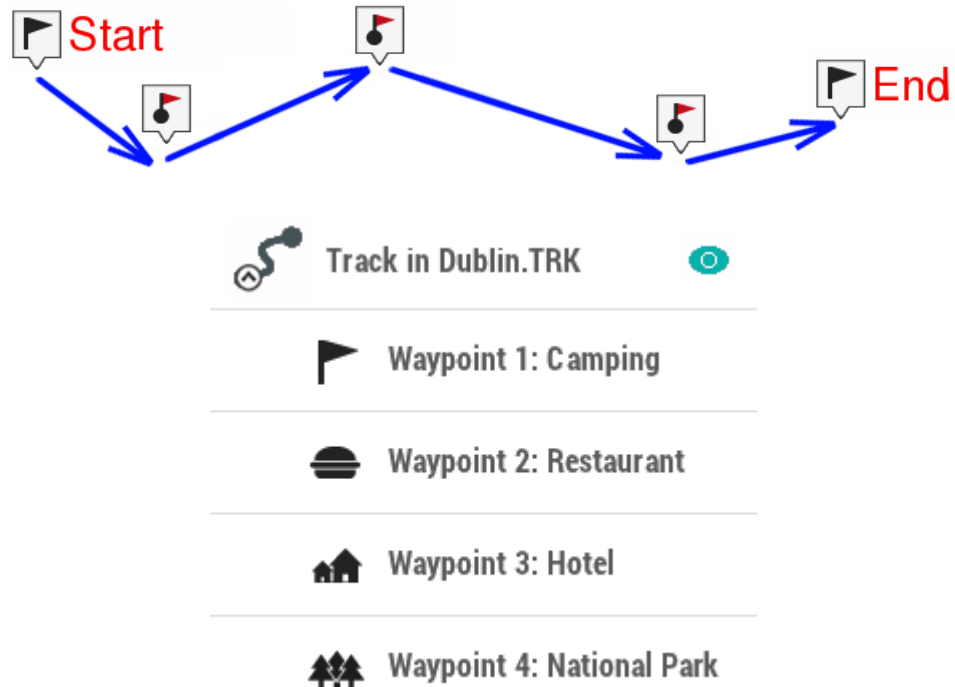 Start
End
Track in Dublin.TRK
Waypoint 1: Camping
Waypoint 2: Restaurant
Waypoint 3: Hotel
Waypoint 4: National Park